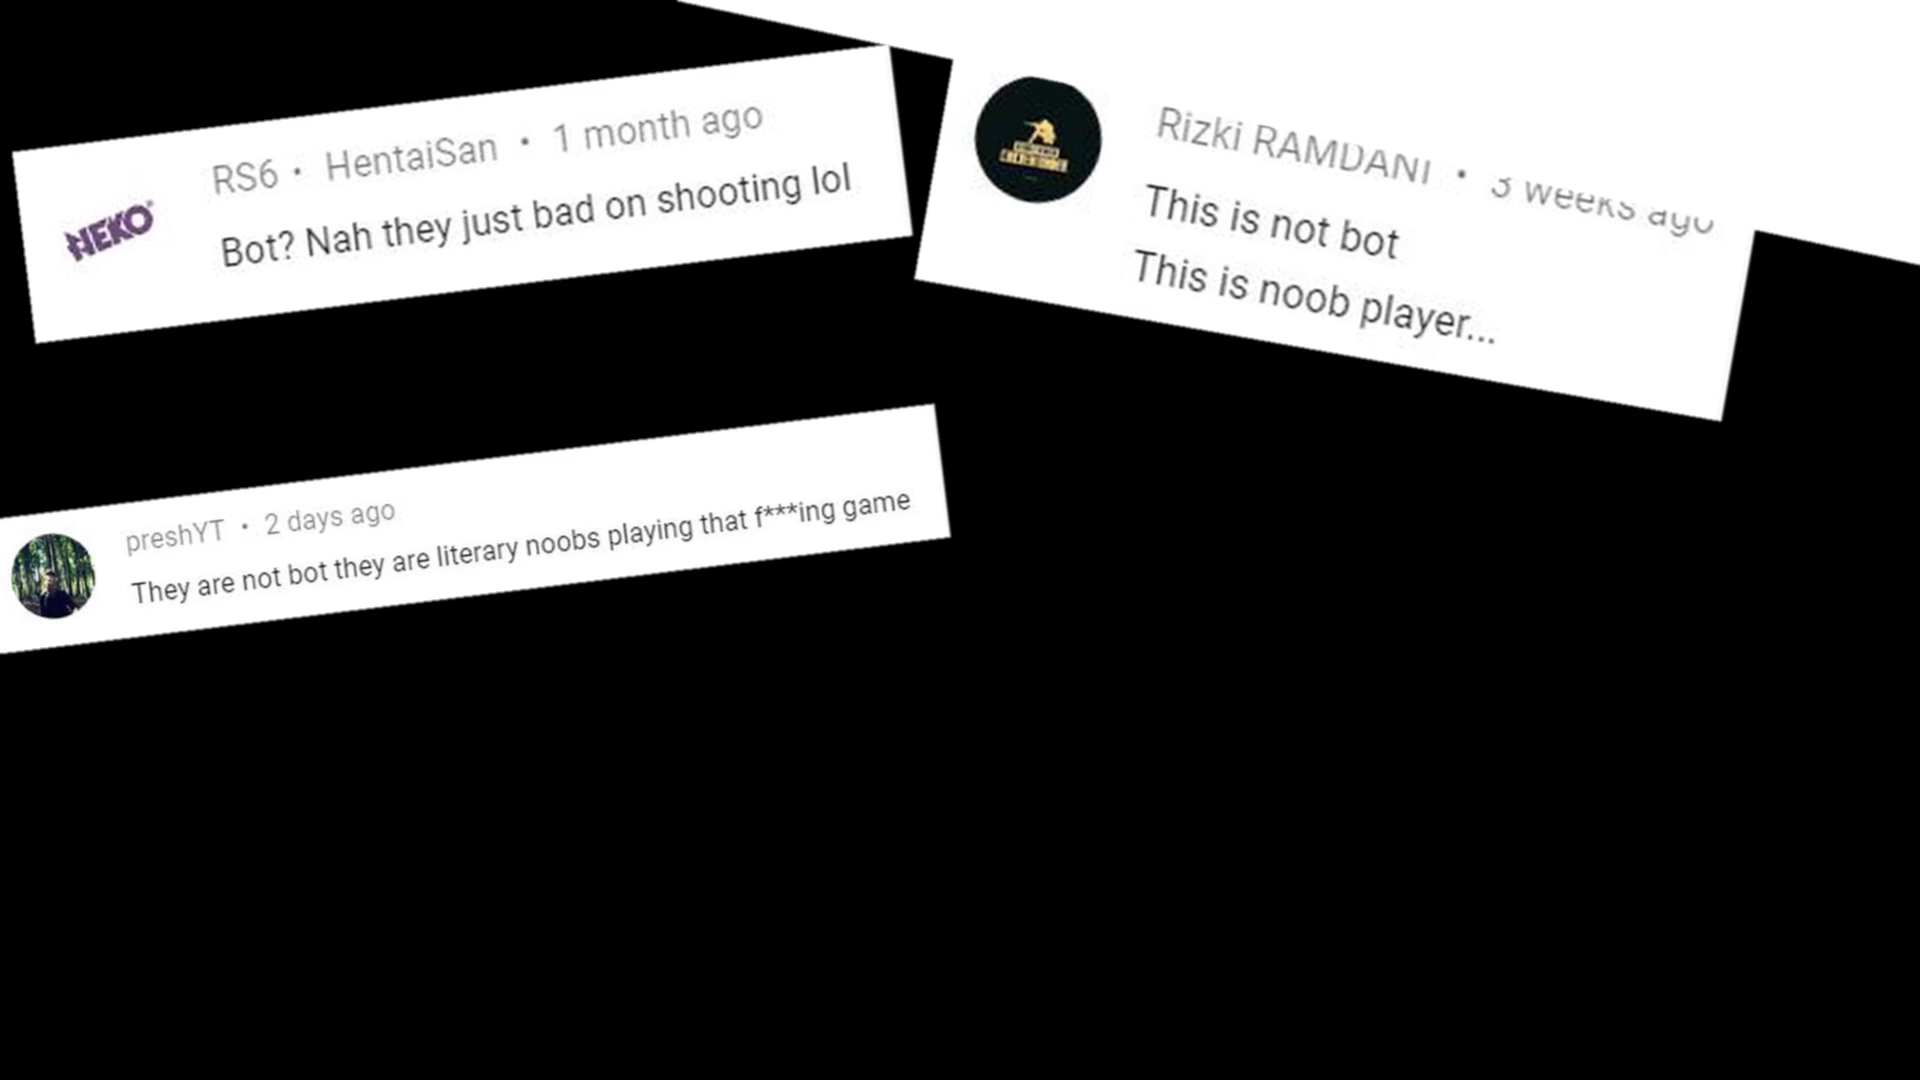 RS6 • HentaiSan • 1 month ago
Bot? Nah they just bad on shooting lol
NEKO
Rizki RAMDANI • 3 weeks ago
This is not bot
This is noob player...
preshYT • 2 days ago
They are not bot they are literary noobs playing that f***ing game